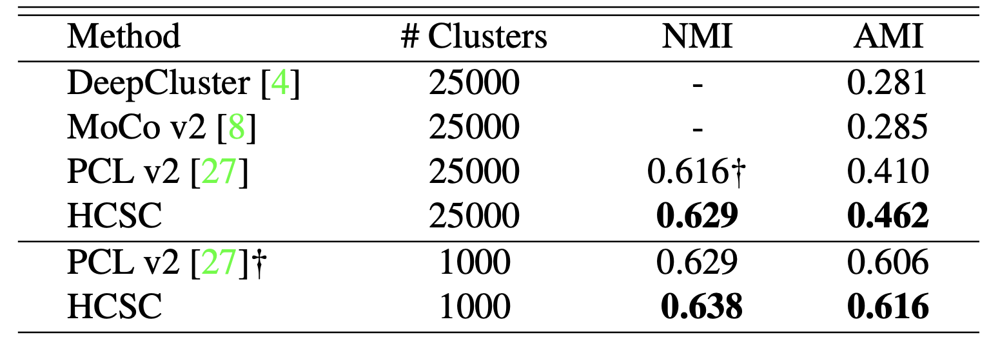 Method # Clusters NMI AMI
DeepCluster [4] 25000 - 0.281
MoCo v2 [8] 25000 - 0.285
PCL v2 [27] 25000 0.616† 0.410
HCSC 25000 0.629 0.462
PCL v2 [27]† 1000 0.629 0.606
HCSC 1000 0.638 0.616